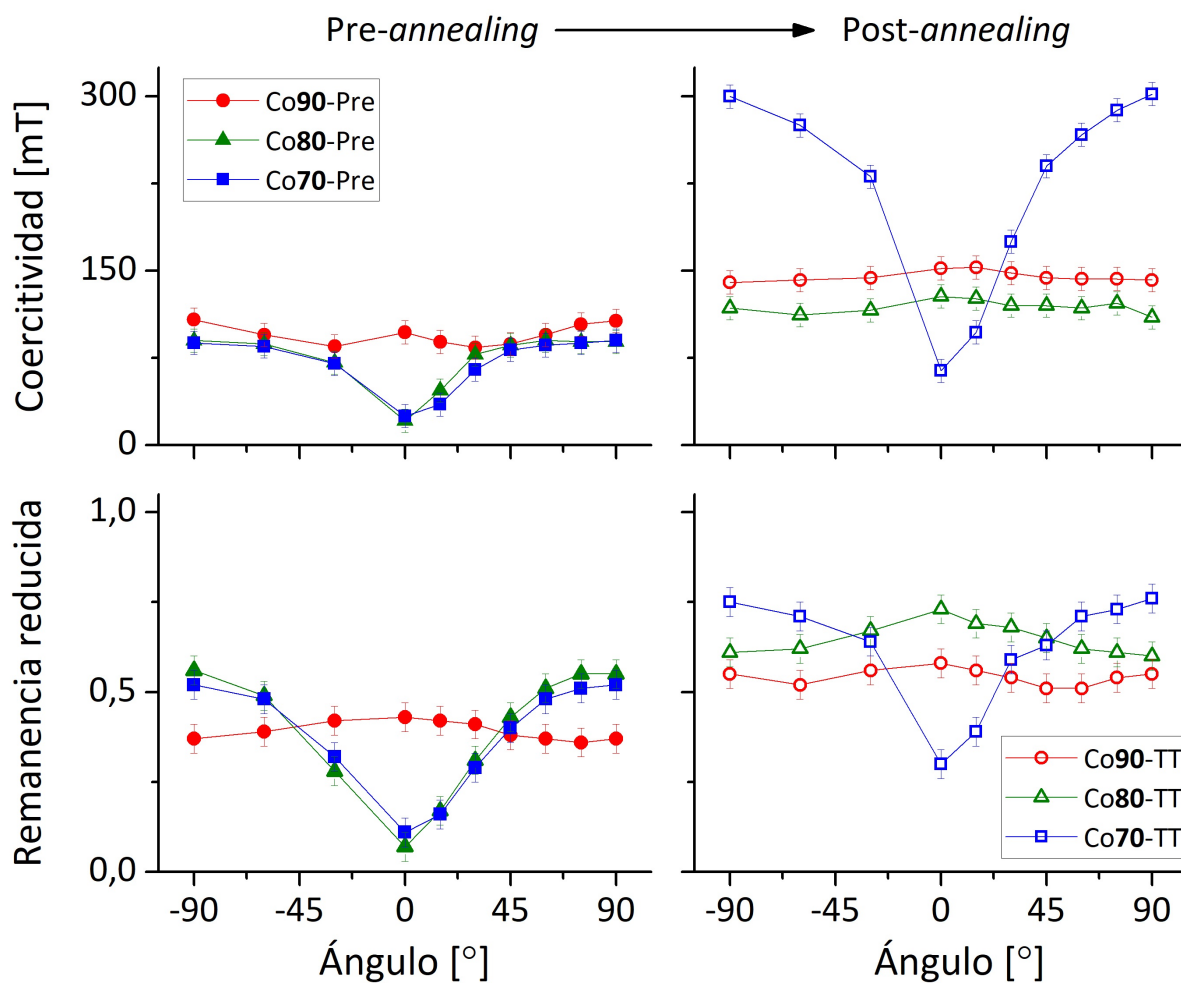 Pre-annealing Post-annealing
Coercitividad [mT]
300
150
0
Co90-Pre
Co80-Pre
Co70-Pre
Remanencia reducida
1,0
0,5
0,0
Co90-TT
Co80-TT
Co70-TT
-90 -45 0 45 90
-90 -45 0 45 90
Ángulo [°]
Ángulo [°]